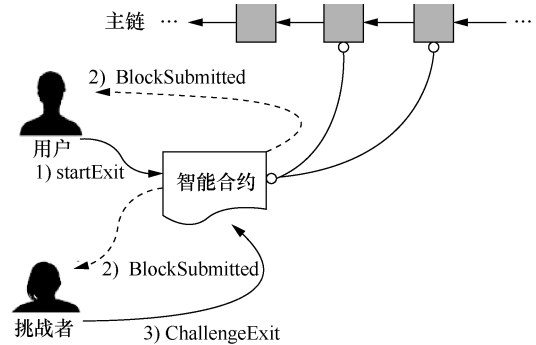 主链 ··· ···
2) BlockSubmitted
用户
1) startExit
智能合约
2) BlockSubmitted
挑战者
3) ChallengeExit